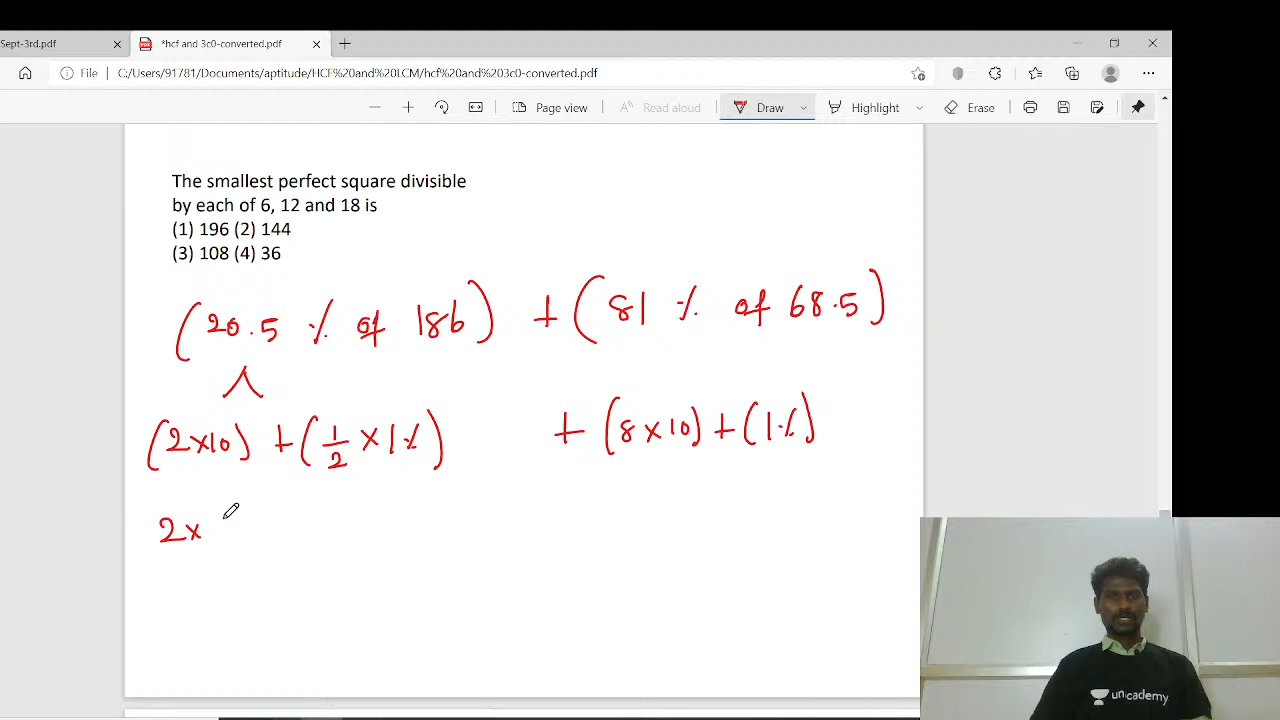 Sept-3rd.pdf
*hcf and 3c0-converted.pdf
File
C:/Users/91781/Documents/aptitude/HCF%20and%20LCM/hcf%20and%203c0-converted.pdf
Page view
Read aloud
Draw
Highlight
Erase
The smallest perfect square divisible
by each of 6, 12 and 18 is
(1) 196 (2) 144
(3) 108 (4) 36
(20.5 % of 186) + (81 % of 68.5)
(2×10) + (1/2 × 1%) + (8×10) + (1%)
2×
unacademy